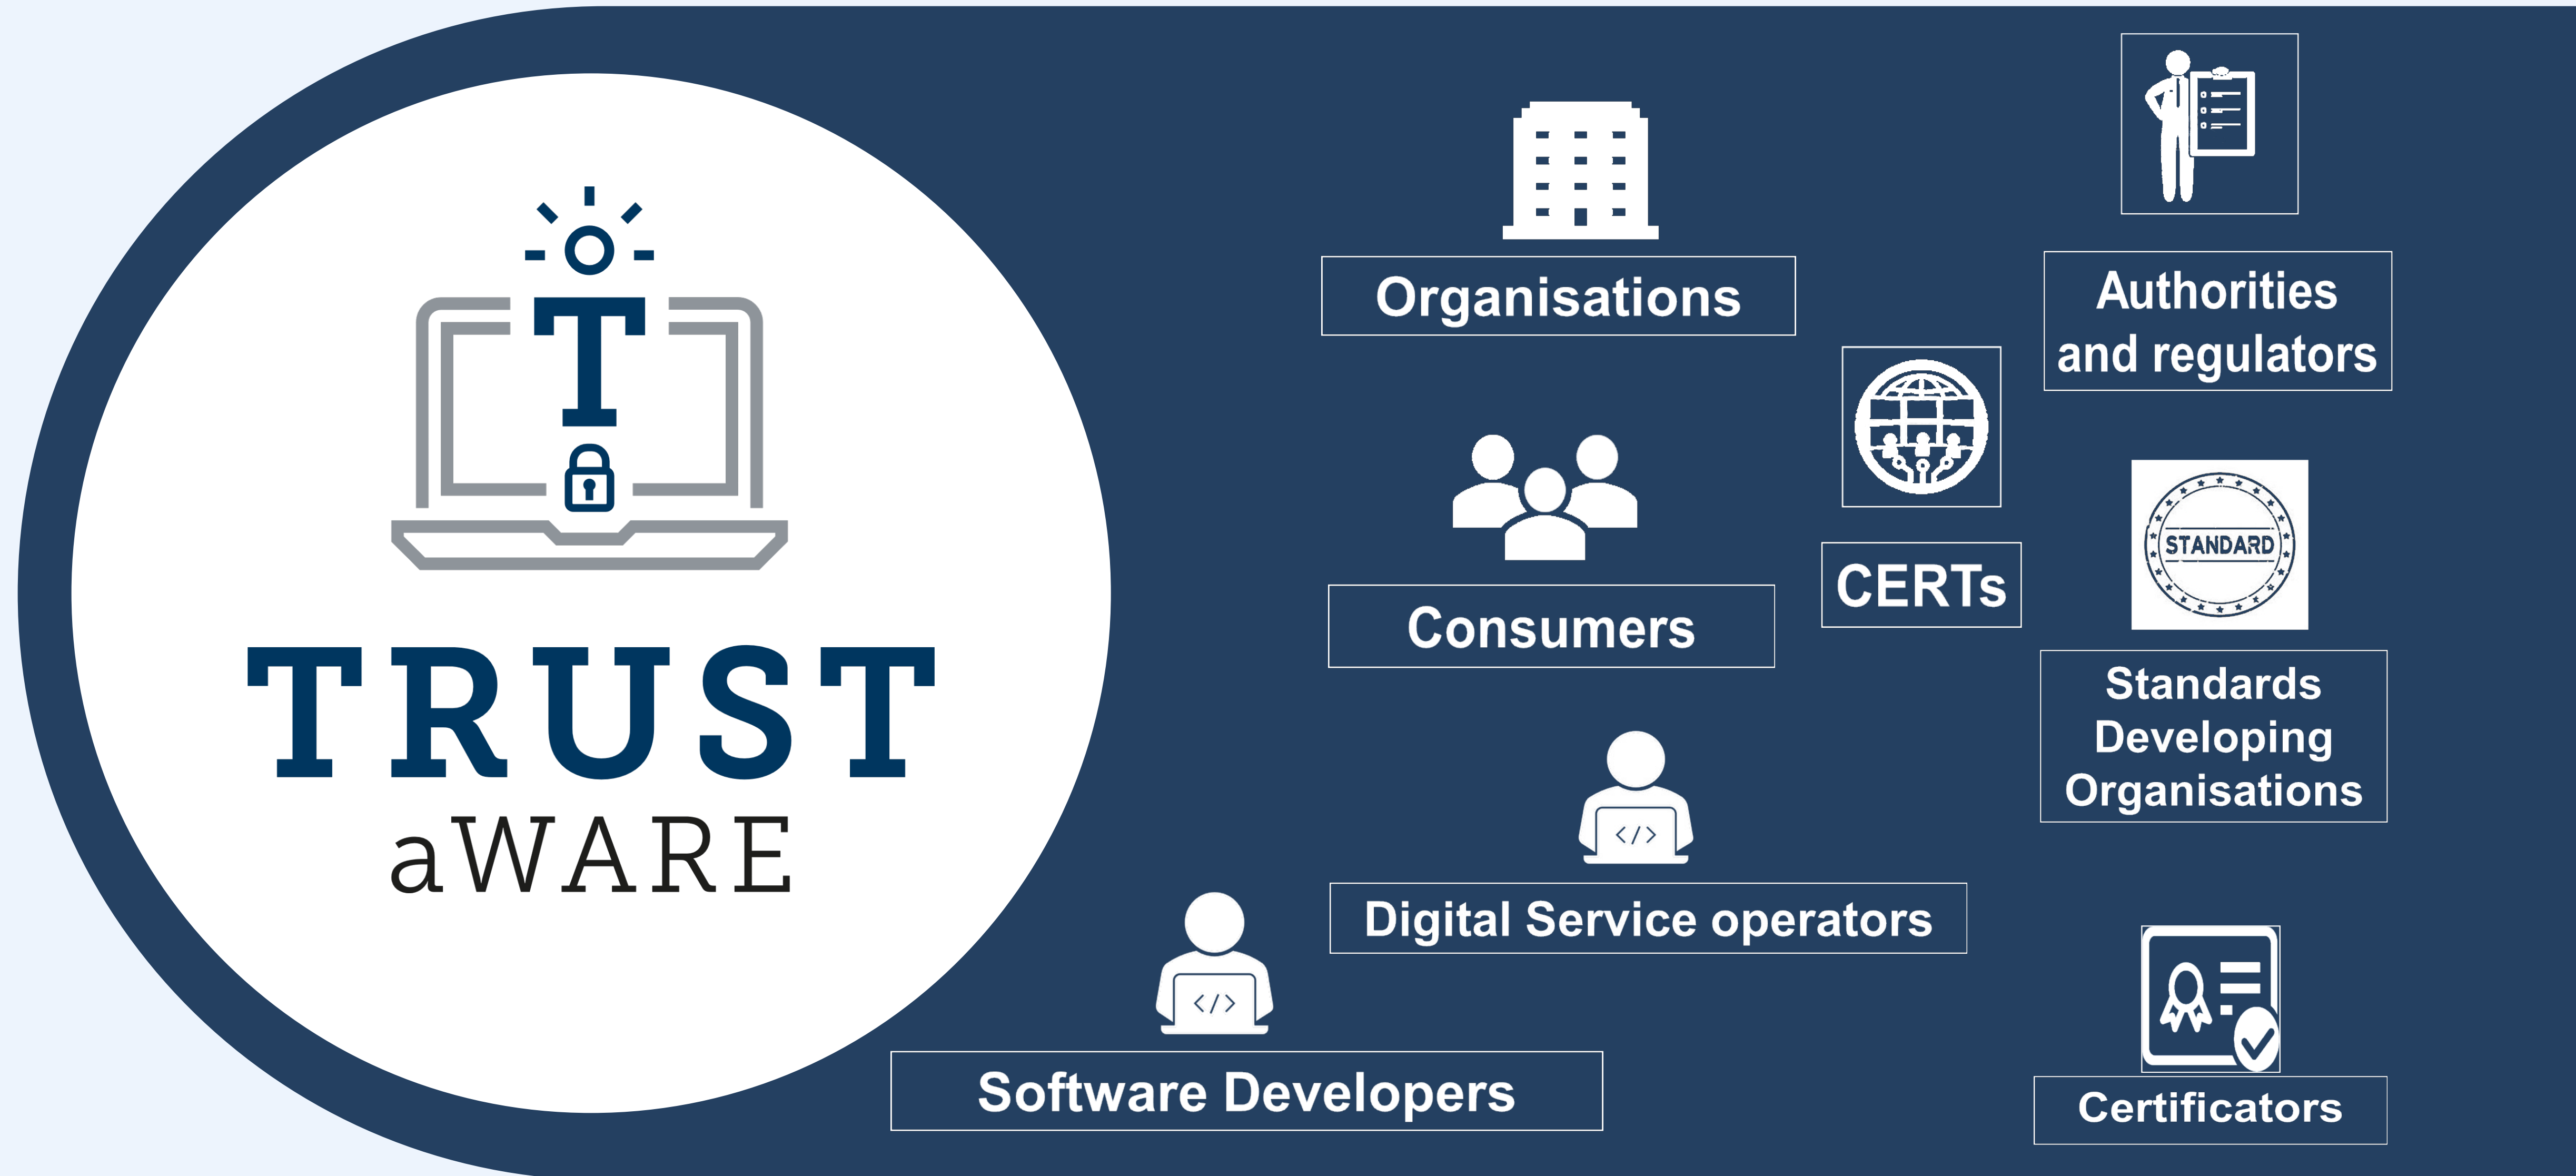 T
TRUST
aWARE
Organisations
Authorities
and regulators
Consumers
CERTs
STANDARD
Standards
Developing
Organisations
</>
Digital Service operators
</>
Software Developers
Certificators